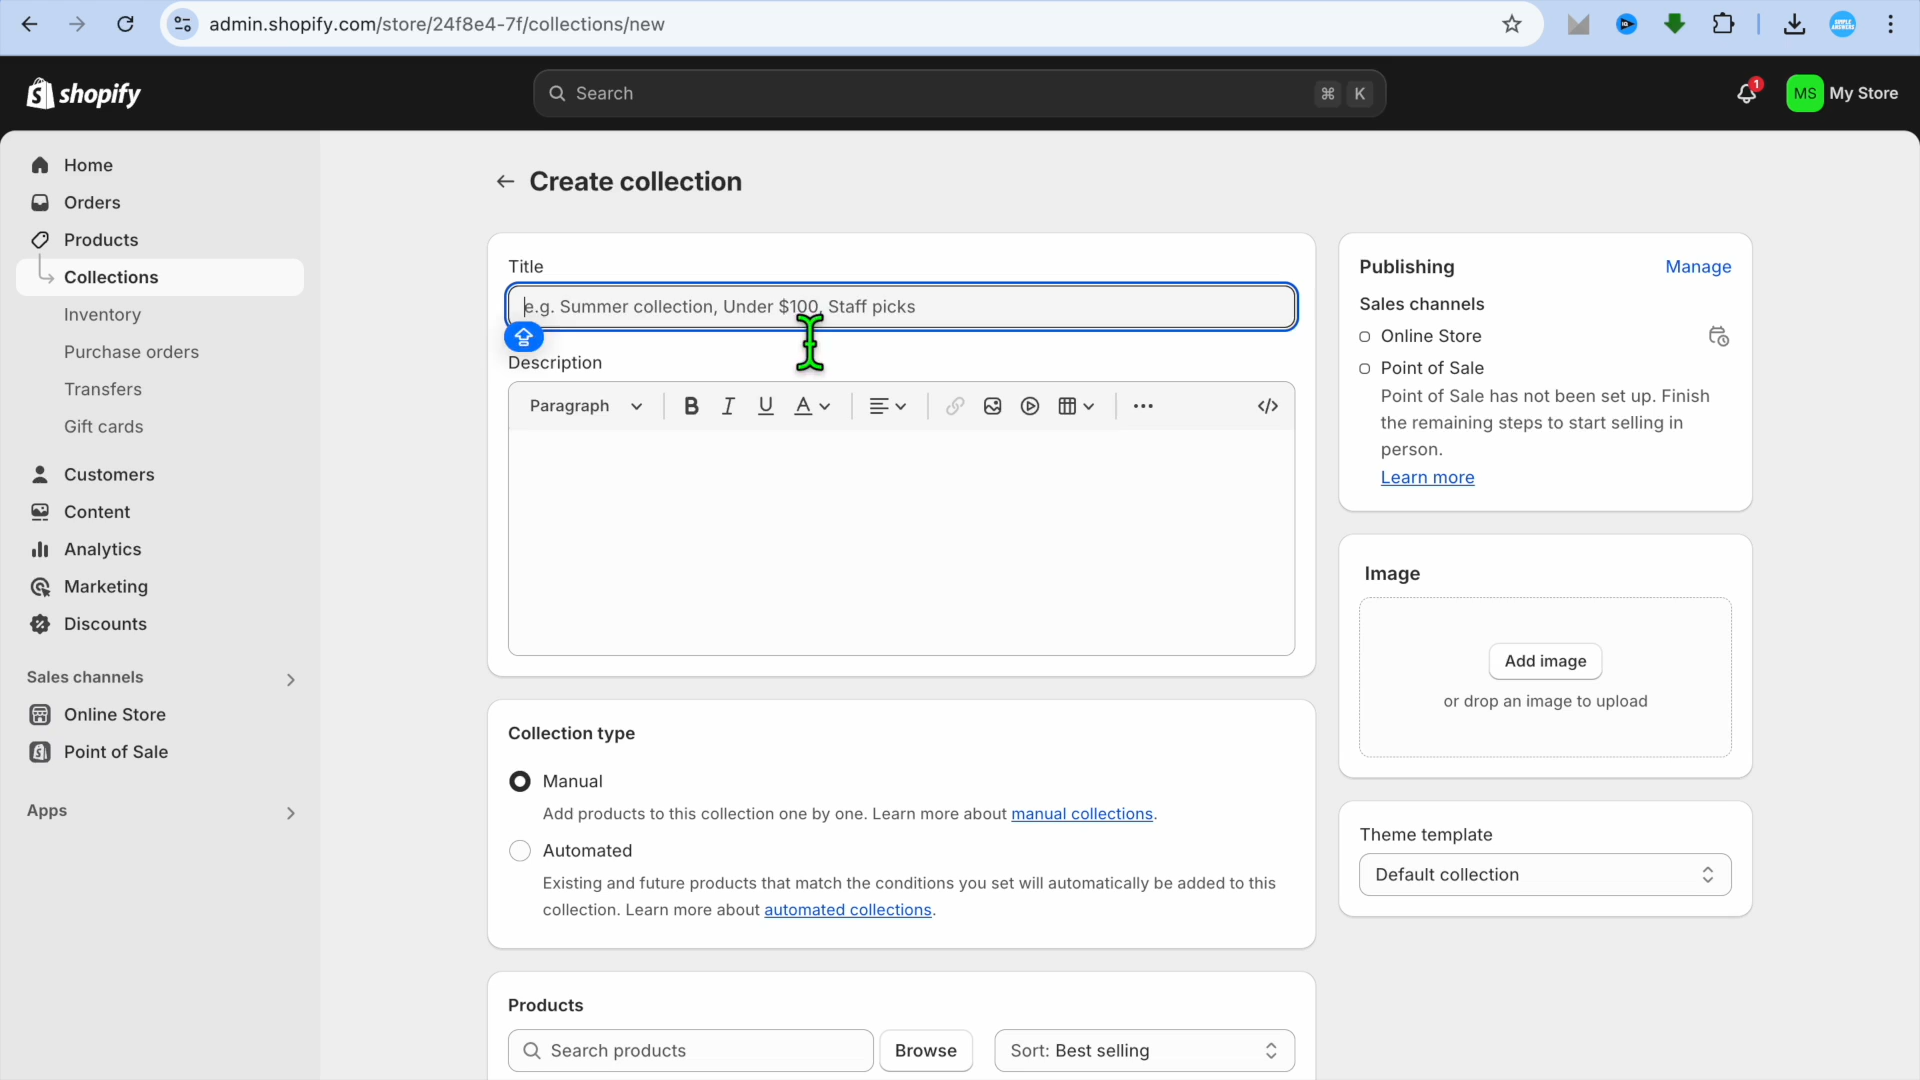 admin.shopify.com/store/24f8e4-7f/collections/new
shopify
Search
⌘ K
1
MS My Store
Home
Orders
Products
Collections
Inventory
Purchase orders
Transfers
Gift cards
Customers
Content
Analytics
Marketing
Discounts
Sales channels
Online Store
Point of Sale
Apps
Create collection
Title
e.g. Summer collection, Under $100, Staff picks
Description
Paragraph
B I U A
Collection type
Manual
Add products to this collection one by one. Learn more about manual collections.
Automated
Existing and future products that match the conditions you set will automatically be added to this
collection. Learn more about automated collections.
Products
Search products
Browse
Sort: Best selling
Publishing
Manage
Sales channels
Online Store
Point of Sale
Point of Sale has not been set up. Finish
the remaining steps to start selling in
person.
Learn more
Image
Add image
or drop an image to upload
Theme template
Default collection